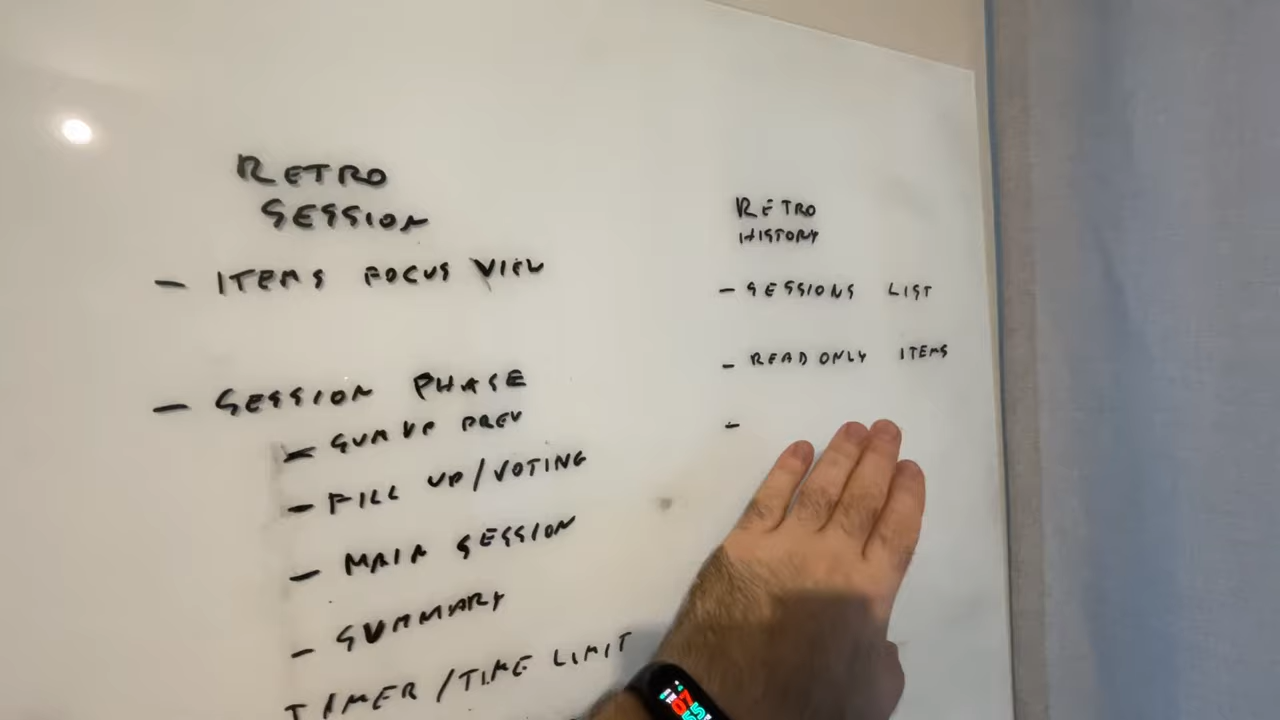 RETRO
SESSION
- ITEMS FOCUS VIEW
- SESSION PHASE
- SUM UP PREV
- FILL UP/VOTING
- MAIN SESSION
- SUMMARY
TIMER/TIME LIMIT
RETRO
HISTORY
- SESSIONS LIST
- READ ONLY ITEMS
-